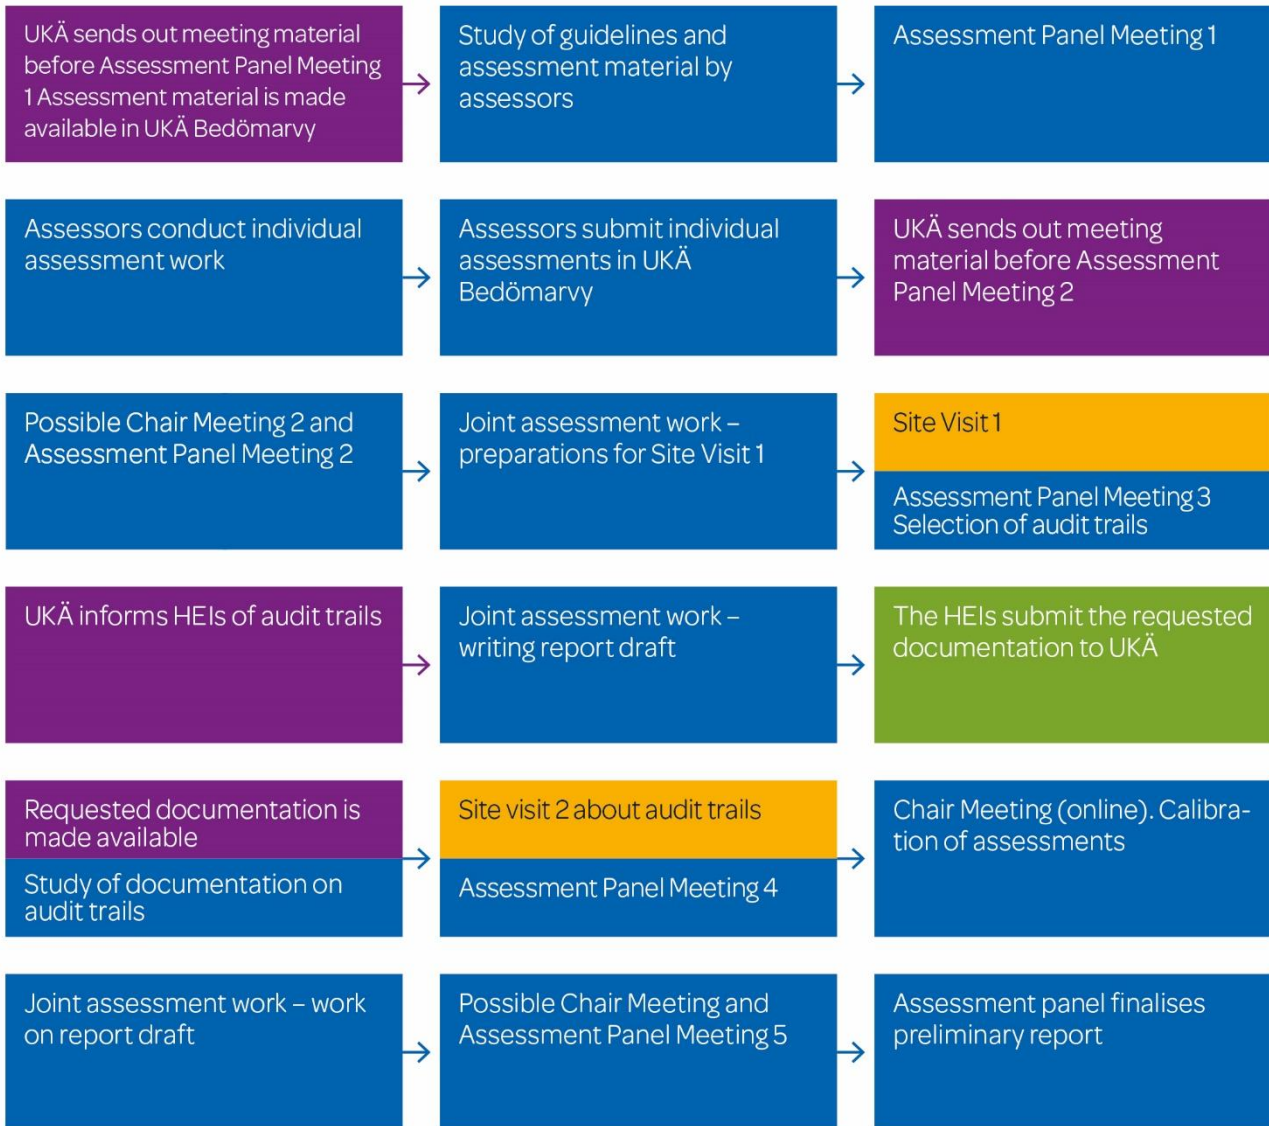 UKÄ sends out meeting material
before Assessment Panel Meeting
1 Assessment material is made
available in UKÄ Bedömarvy
Study of guidelines and
assessment material by
assessors
Assessment Panel Meeting 1
Assessors conduct individual
assessment work
Assessors submit individual
assessments in UKÄ
Bedömarvy
UKÄ sends out meeting
material before Assessment
Panel Meeting 2
Possible Chair Meeting 2 and
Assessment Panel Meeting 2
Joint assessment work –
preparations for Site Visit 1
Site Visit 1
Assessment Panel Meeting 3
Selection of audit trails
UKÄ informs HEIs of audit trails
Joint assessment work –
writing report draft
The HEIs submit the requested
documentation to UKÄ
Requested documentation is
made available
Study of documentation on
audit trails
Site visit 2 about audit trails
Assessment Panel Meeting 4
Chair Meeting (online). Calibra-
tion of assessments
Joint assessment work – work
on report draft
Possible Chair Meeting and
Assessment Panel Meeting 5
Assessment panel finalises
preliminary report